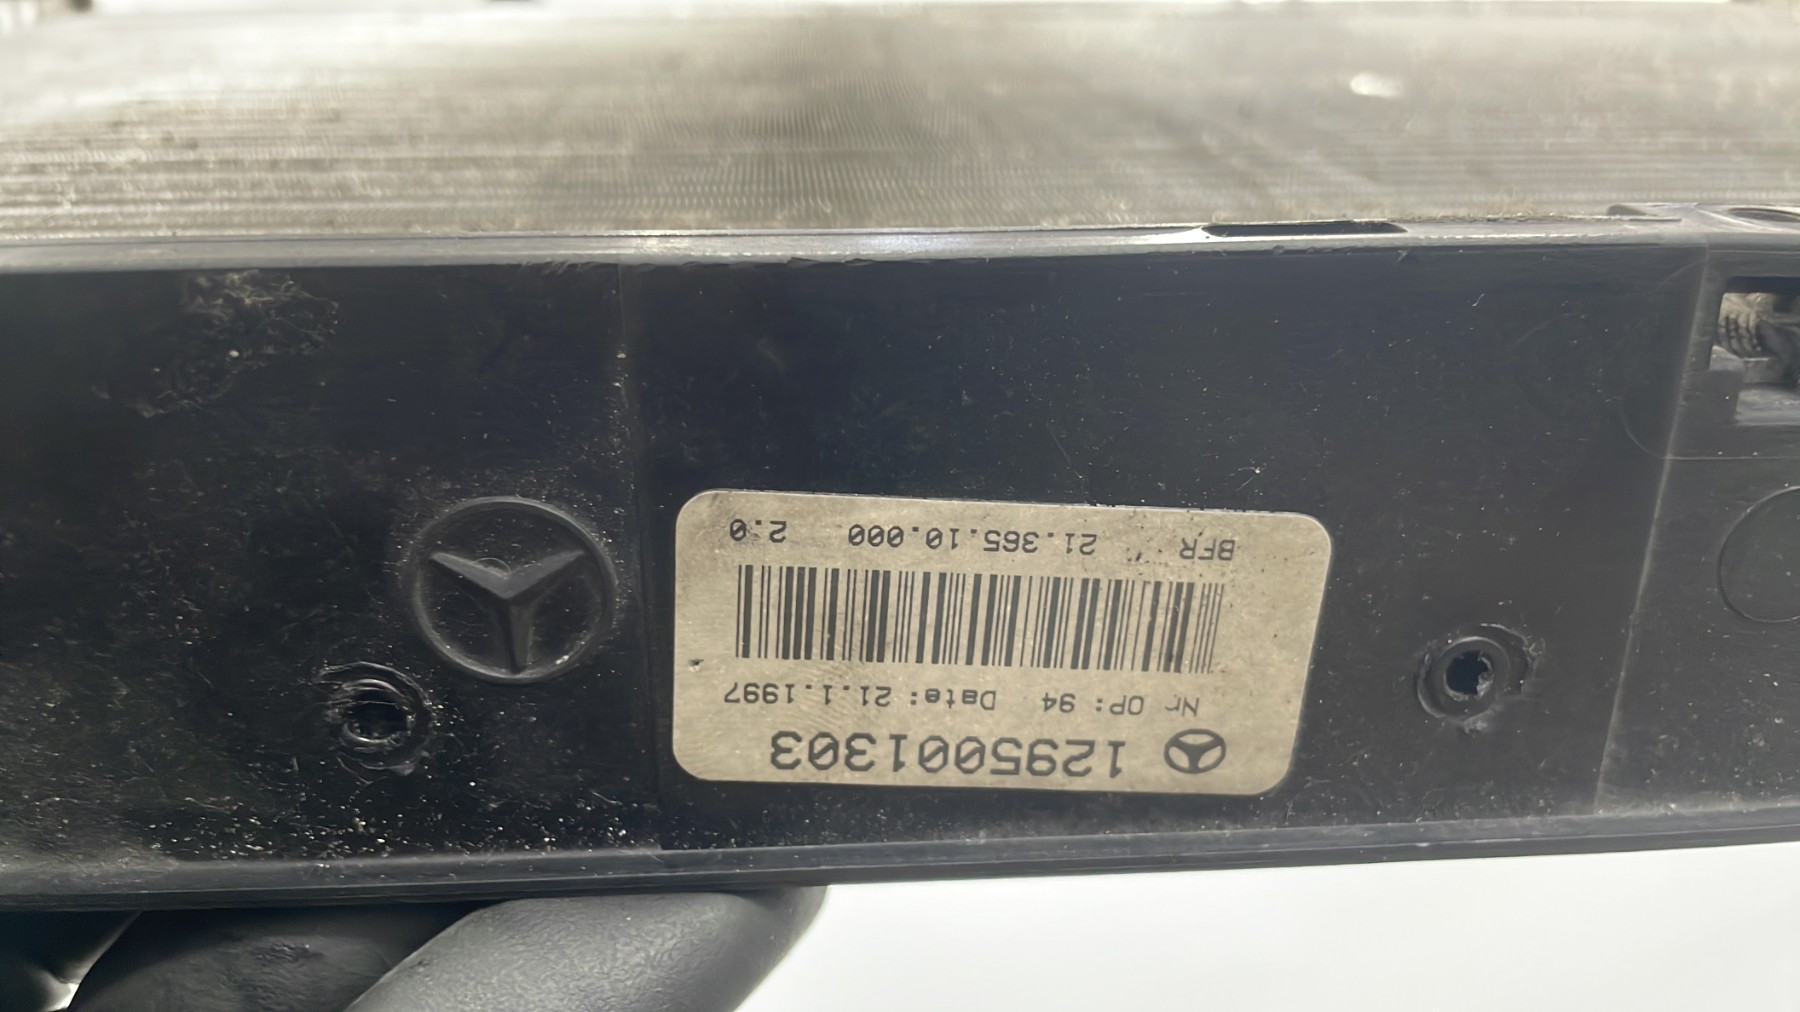 1295001303
Nr OP: 94 Date: 21.1.1997
BFR 21.365.10.000 2.0